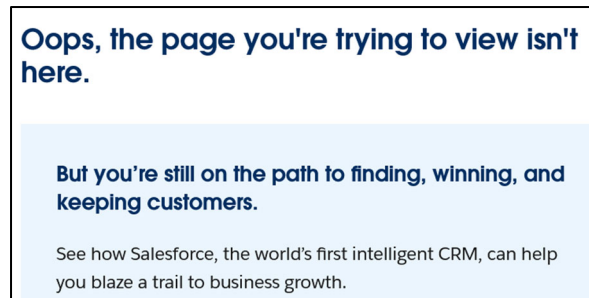 Oops, the page you're trying to view isn't
here.
But you’re still on the path to finding, winning, and
keeping customers.
See how Salesforce, the world’s first intelligent CRM, can help
you blaze a trail to business growth.